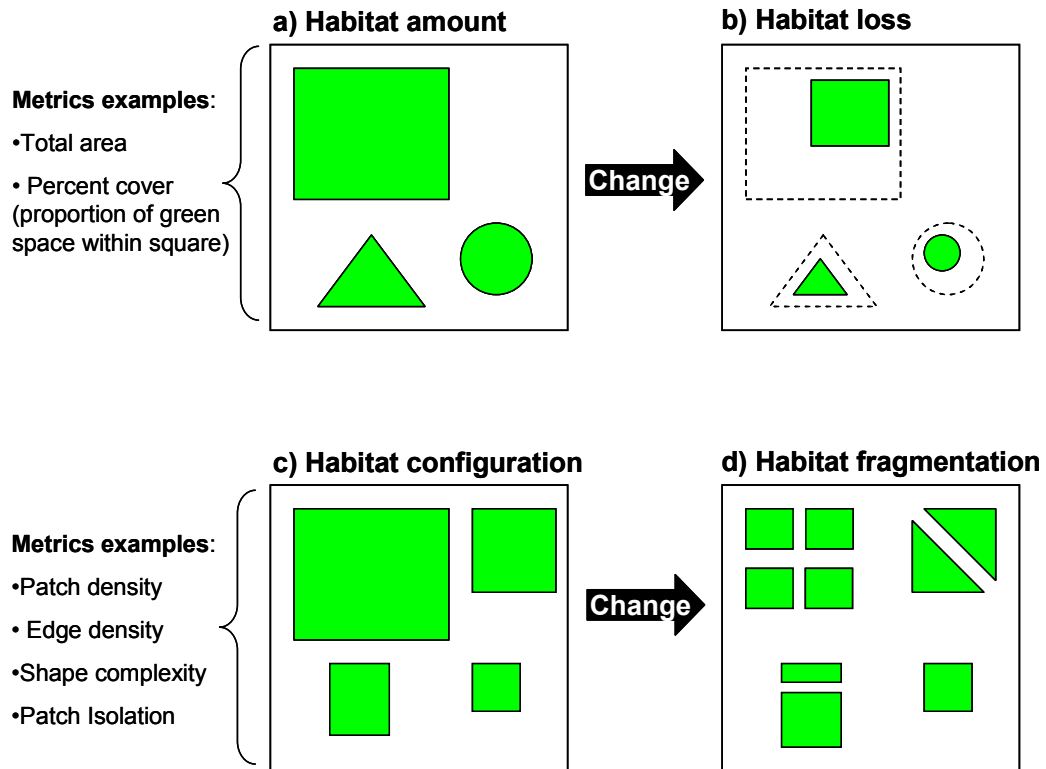 a) Habitat amount
b) Habitat loss
Metrics examples:
•Total area
• Percent cover
(proportion of green
space within square)
Change
c) Habitat configuration
d) Habitat fragmentation
Metrics examples:
•Patch density
• Edge density
•Shape complexity
•Patch Isolation
Change